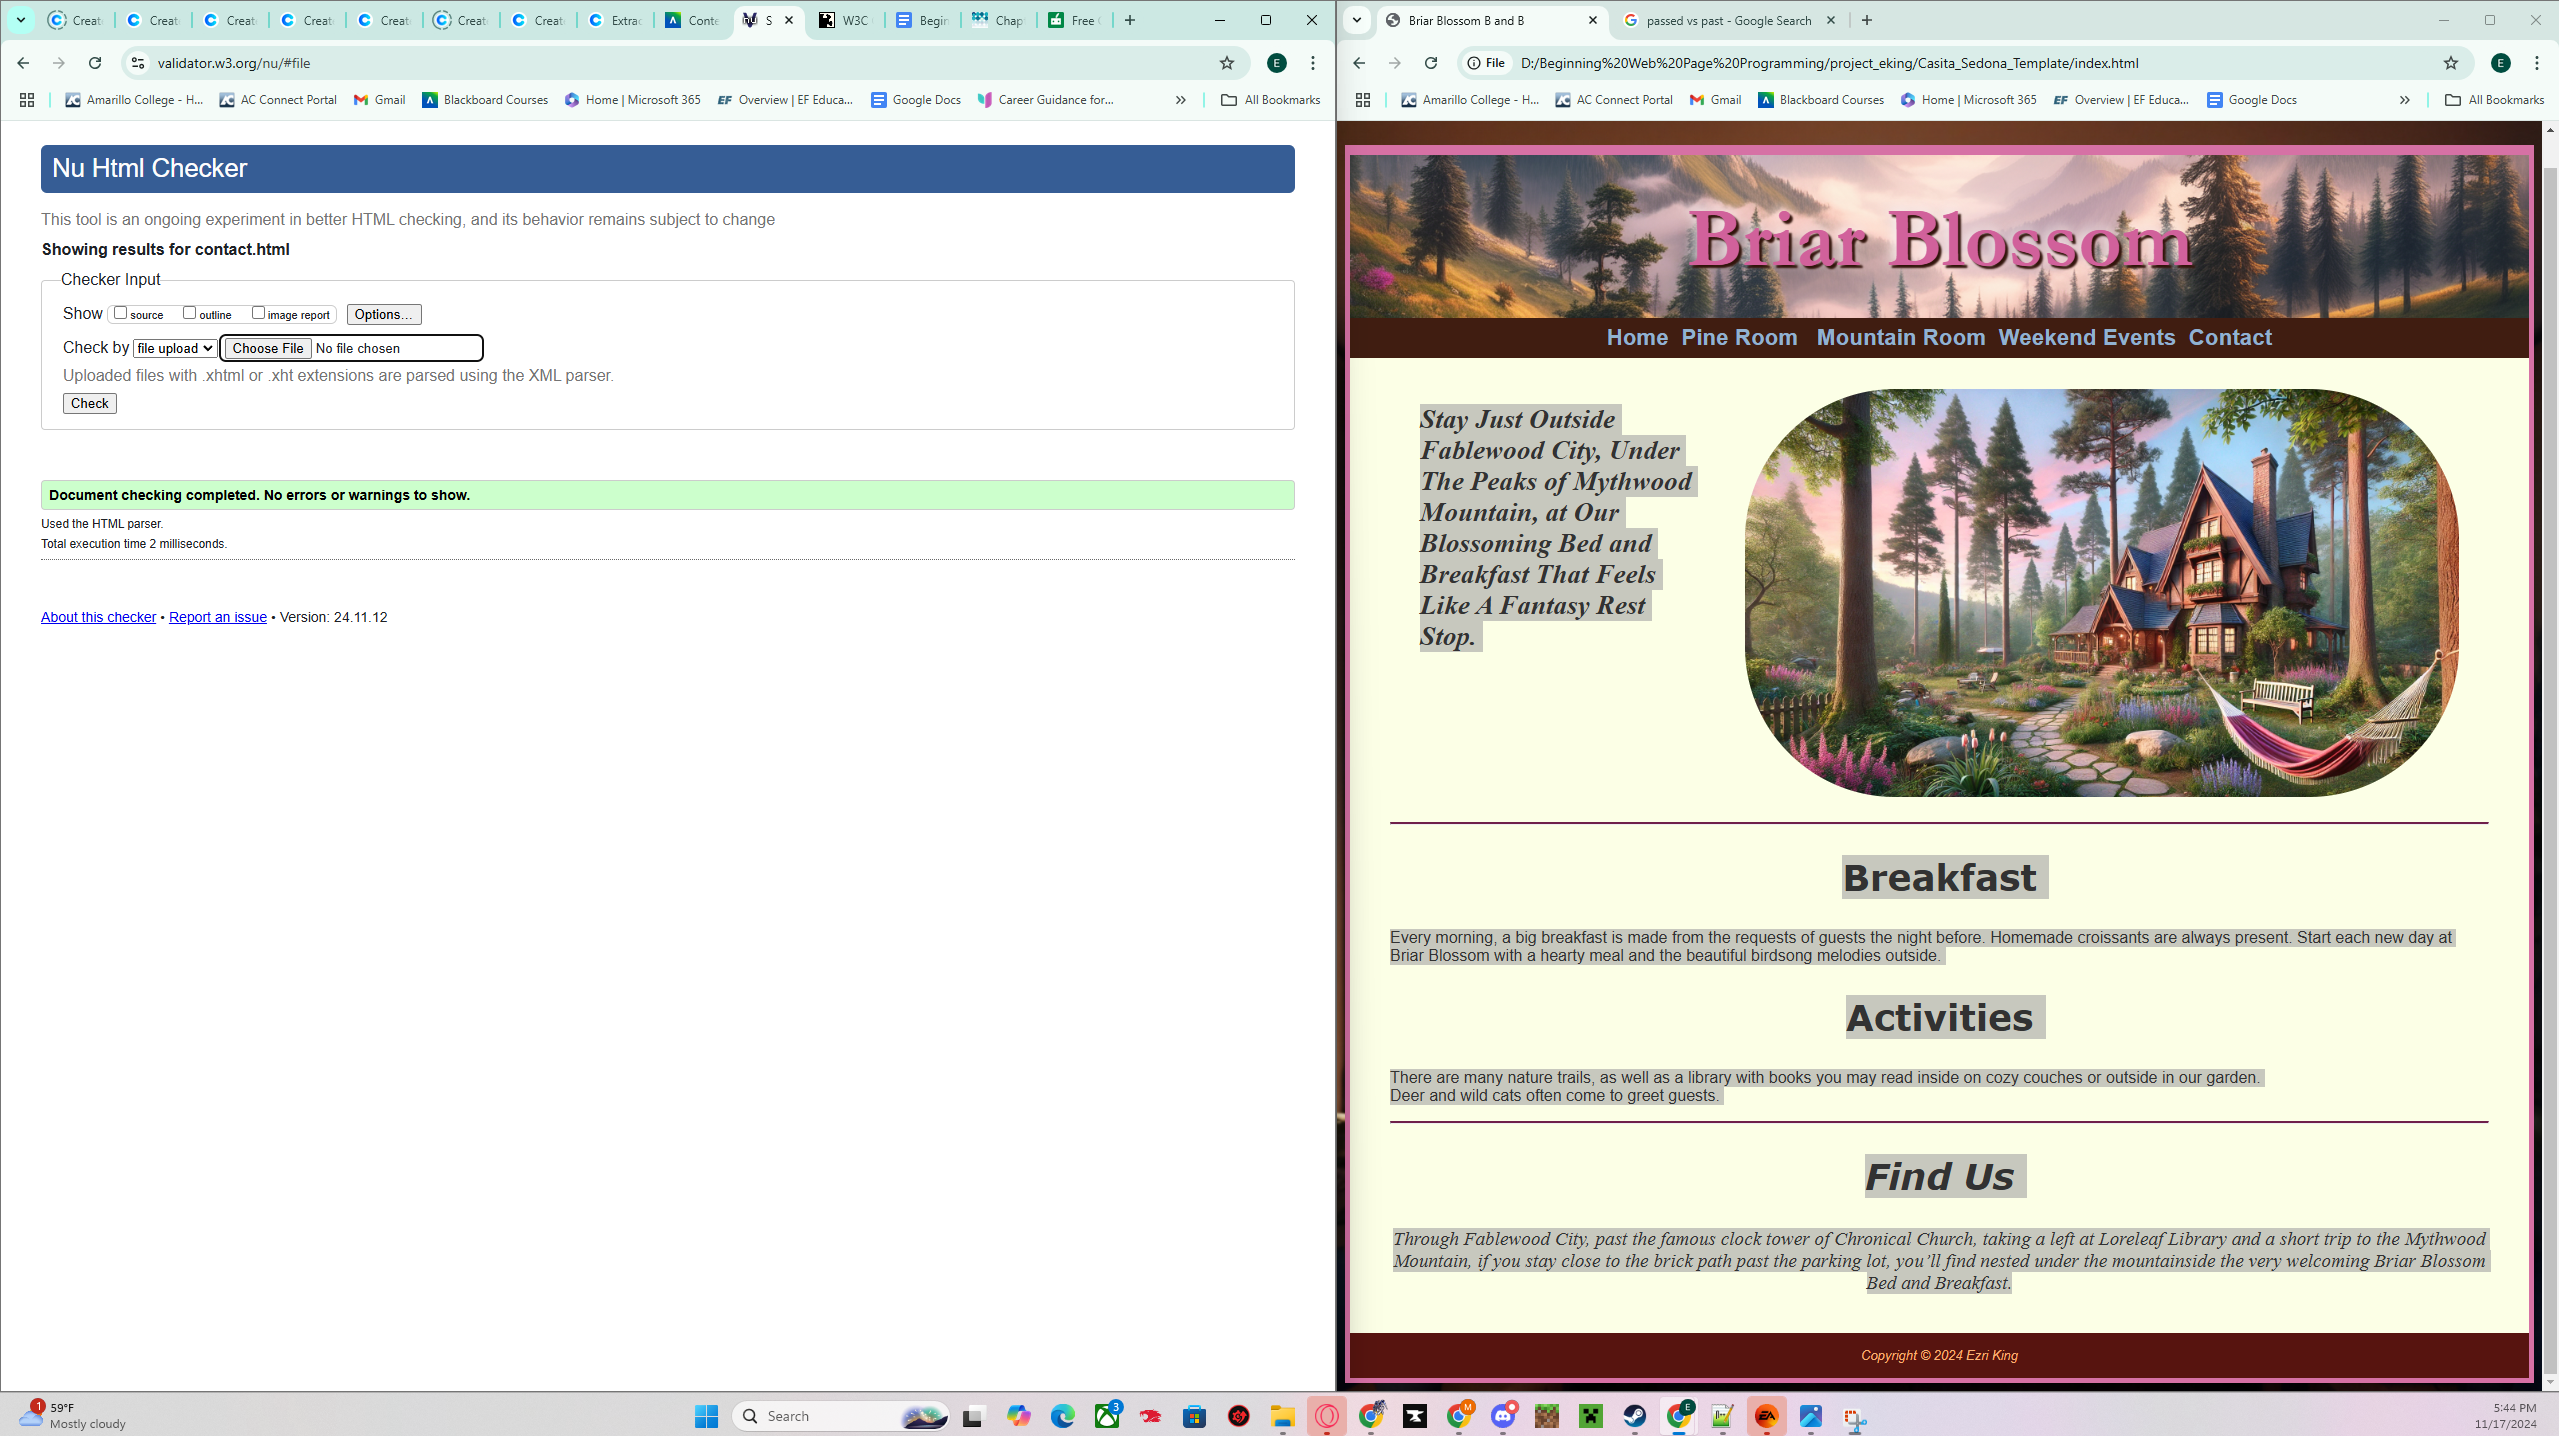 Create
Create
Create
Create
Create
Create
Create
Extrac
Conte
S
W3C
Begin
Chap
Free
validator.w3.org/nu/#file
E
Amarillo College - H...
AC Connect Portal
Gmail
Blackboard Courses
Home | Microsoft 365
EF Overview | EF Educa...
Google Docs
Career Guidance for...
All Bookmarks
Nu Html Checker
This tool is an ongoing experiment in better HTML checking, and its behavior remains subject to change
Showing results for contact.html
Checker Input
Show source outline image report Options...
Check by file upload Choose File No file chosen
Uploaded files with .xhtml or .xht extensions are parsed using the XML parser.
Check
Document checking completed. No errors or warnings to show.
Used the HTML parser.
Total execution time 2 milliseconds.
About this checker • Report an issue • Version: 24.11.12
Briar Blossom B and B
passed vs past - Google Search
File D:/Beginning%20Web%20Page%20Programming/project_eking/Casita_Sedona_Template/index.html
E
Amarillo College - H...
AC Connect Portal
Gmail
Blackboard Courses
Home | Microsoft 365
EF Overview | EF Educa...
Google Docs
All Bookmarks
Briar Blossom
Home Pine Room Mountain Room Weekend Events Contact
Stay Just Outside
Fablewood City, Under
The Peaks of Mythwood
Mountain, at Our
Blossoming Bed and
Breakfast That Feels
Like A Fantasy Rest
Stop.
Breakfast
Every morning, a big breakfast is made from the requests of guests the night before. Homemade croissants are always present. Start each new day at
Briar Blossom with a hearty meal and the beautiful birdsong melodies outside.
Activities
There are many nature trails, as well as a library with books you may read inside on cozy couches or outside in our garden.
Deer and wild cats often come to greet guests.
Find Us
Through Fablewood City, past the famous clock tower of Chronical Church, taking a left at Loreleaf Library and a short trip to the Mythwood
Mountain, if you stay close to the brick path past the parking lot, you’ll find nested under the mountainside the very welcoming Briar Blossom
Bed and Breakfast.
Copyright © 2024 Ezri King
1
59°F
Mostly cloudy
Search
3
M
E
EA
5:44 PM
11/17/2024